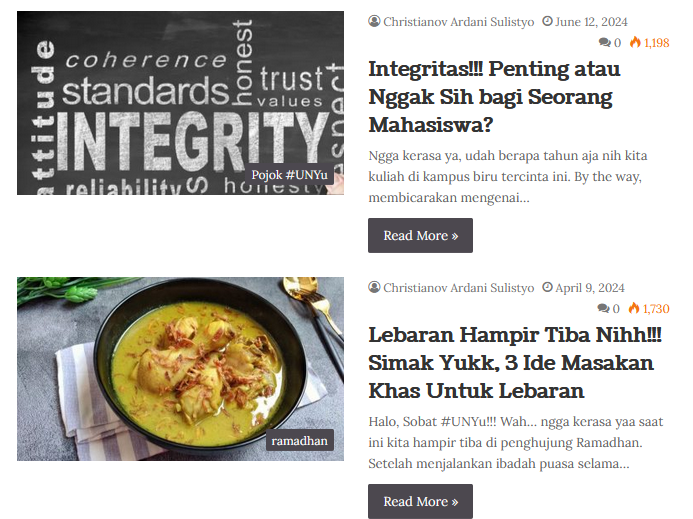 coherence
honest
attitude
standards
trust
values
INTEGRITY
respect
reliability
honesty
Pojok #UNYu
Christianov Ardani Sulistyo June 12, 2024
0 1,198
Integritas!!! Penting atau
Nggak Sih bagi Seorang
Mahasiswa?
Ngga kerasa ya, udah berapa tahun aja nih kita
kuliah di kampus biru tercinta ini. By the way,
membicarakan mengenai...
Read More »
ramadhan
Christianov Ardani Sulistyo April 9, 2024
0 1,730
Lebaran Hampir Tiba Nihh!!!
Simak Yukk, 3 Ide Masakan
Khas Untuk Lebaran
Halo, Sobat #UNYu!!! Wah... ngga kerasa yaa saat
ini kita hampir tiba di penghujung Ramadhan.
Setelah menjalankan ibadah puasa selama...
Read More »